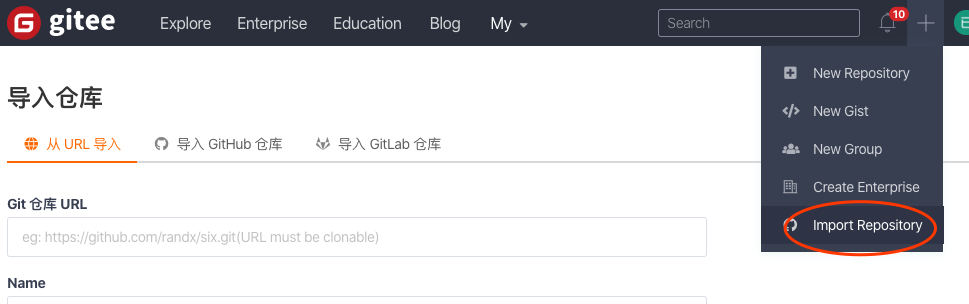 gitee
Explore Enterprise Education Blog My Search 10
New Repository
New Gist
New Group
Create Enterprise
Import Repository
导入仓库
从 URL 导入 导入 GitHub 仓库 导入 GitLab 仓库
Git 仓库 URL
eg: https://github.com/randx/six.git(URL must be clonable)
Name